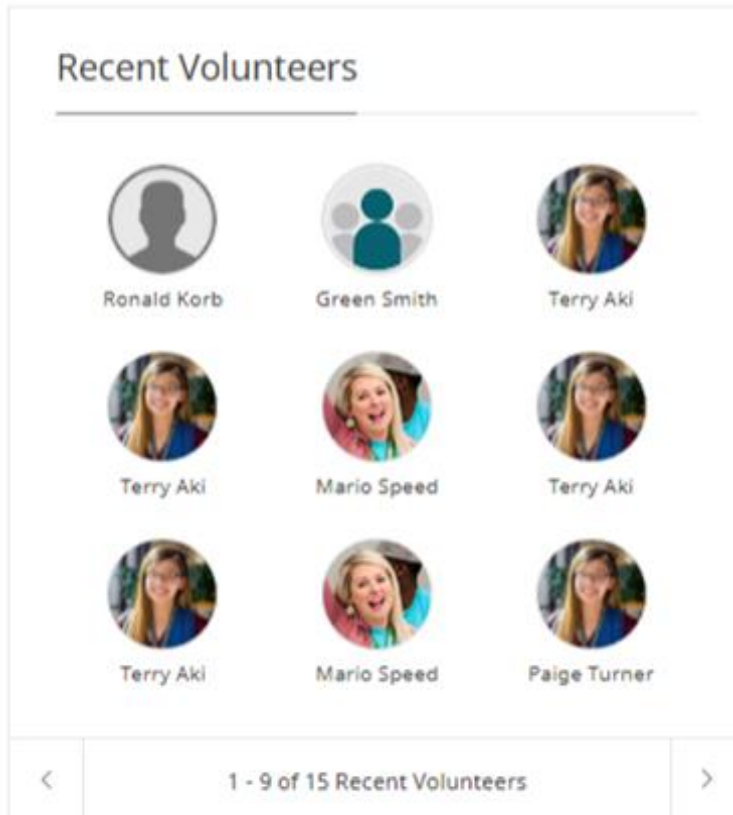 Recent Volunteers
Ronald Korb
Green Smith
Terry Aki
Terry Aki
Mario Speed
Terry Aki
Terry Aki
Mario Speed
Paige Turner
1 - 9 of 15 Recent Volunteers